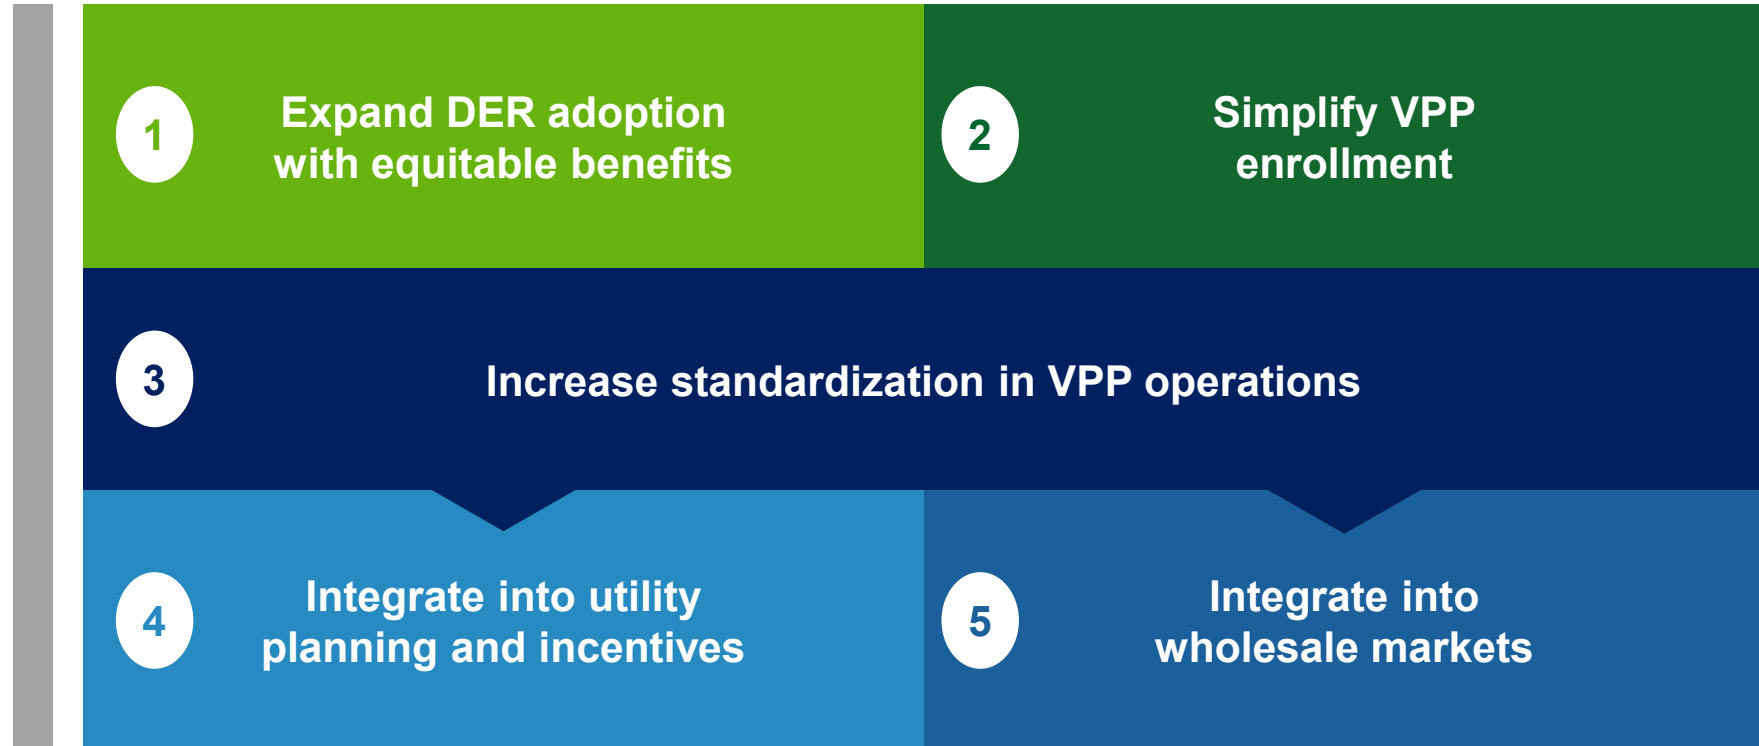 1
Expand DER adoption
with equitable benefits
2
Simplify VPP
enrollment
3
Increase standardization in VPP operations
4
Integrate into utility
planning and incentives
5
Integrate into
wholesale markets